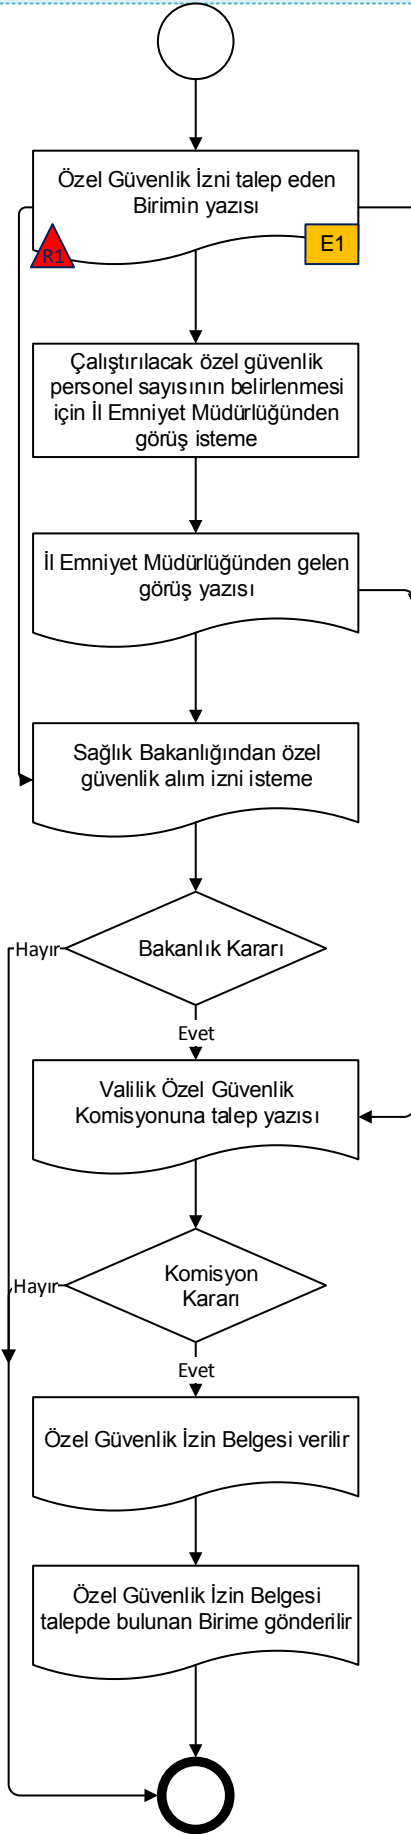 Özel Güvenlik İzni talep eden
Birimin yazısı
R1
E1
Çalıştırılacak özel güvenlik
personel sayısının belirlenmesi
için İl Emniyet Müdürlüğünden
görüş isteme
İl Emniyet Müdürlüğünden gelen
görüş yazısı
Sağlık Bakanlığından özel
güvenlik alım izni isteme
Hayır
Bakanlık Kararı
Evet
Valilik Özel Güvenlik
Komisyonuna talep yazısı
Hayır
Komisyon
Kararı
Evet
Özel Güvenlik İzin Belgesi verilir
Özel Güvenlik İzin Belgesi
talepde bulunan Birime gönderilir